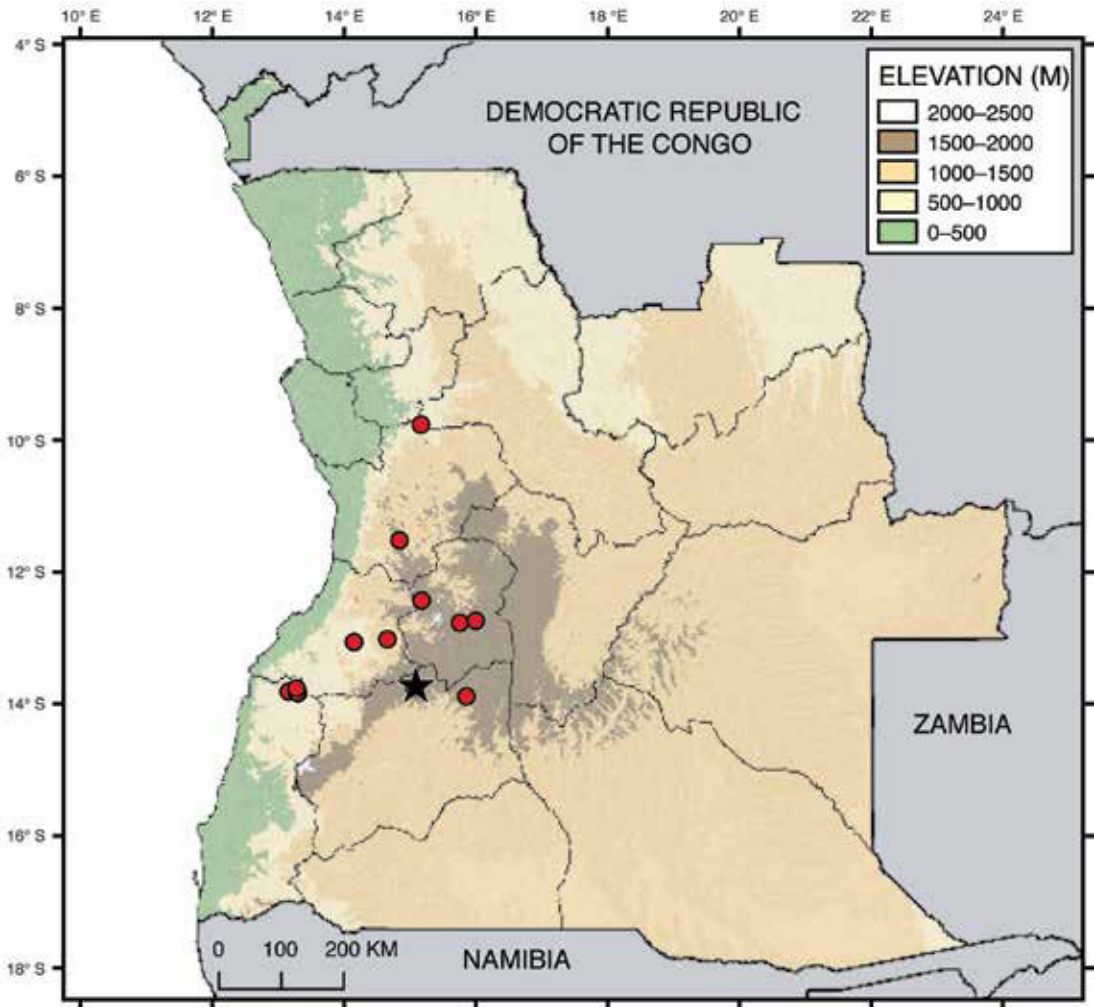 10° E 12° E 14° E 16° E 18° E 20° E 22° E 24° E
4° S
ELEVATION (M)
2000–2500
1500–2000
1000–1500
500–1000
0–500
DEMOCRATIC REPUBLIC
OF THE CONGO
6° S
8° S
10° S
12° S
14° S
ZAMBIA
16° S
0 100 200 KM
NAMIBIA
18° S